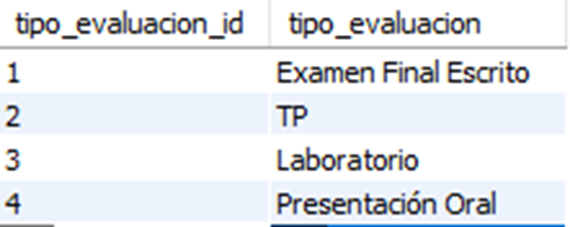 tipo_evaluacion_id tipo_evaluacion
1 Examen Final Escrito
2 TP
3 Laboratorio
4 Presentación Oral